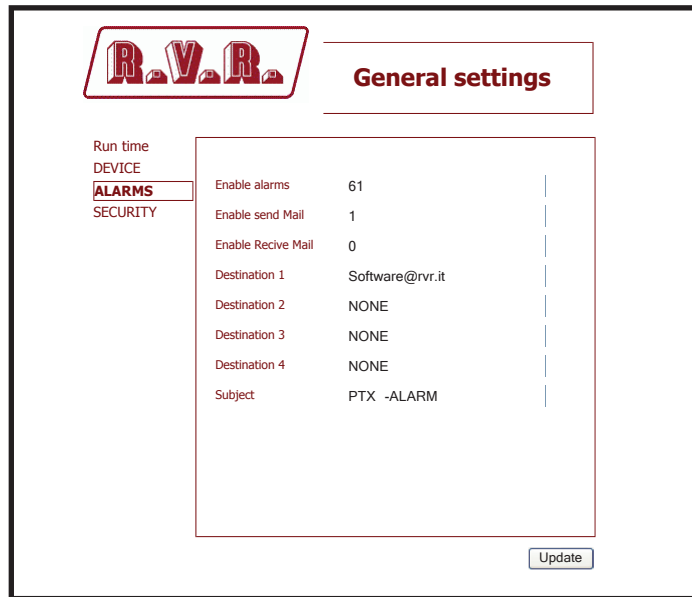 R.V.R.
General settings
Run time
DEVICE
ALARMS
SECURITY
Enable alarms 61
Enable send Mail 1
Enable Recive Mail 0
Destination 1 Software@rvr.it
Destination 2 NONE
Destination 3 NONE
Destination 4 NONE
Subject PTX -ALARM
Update